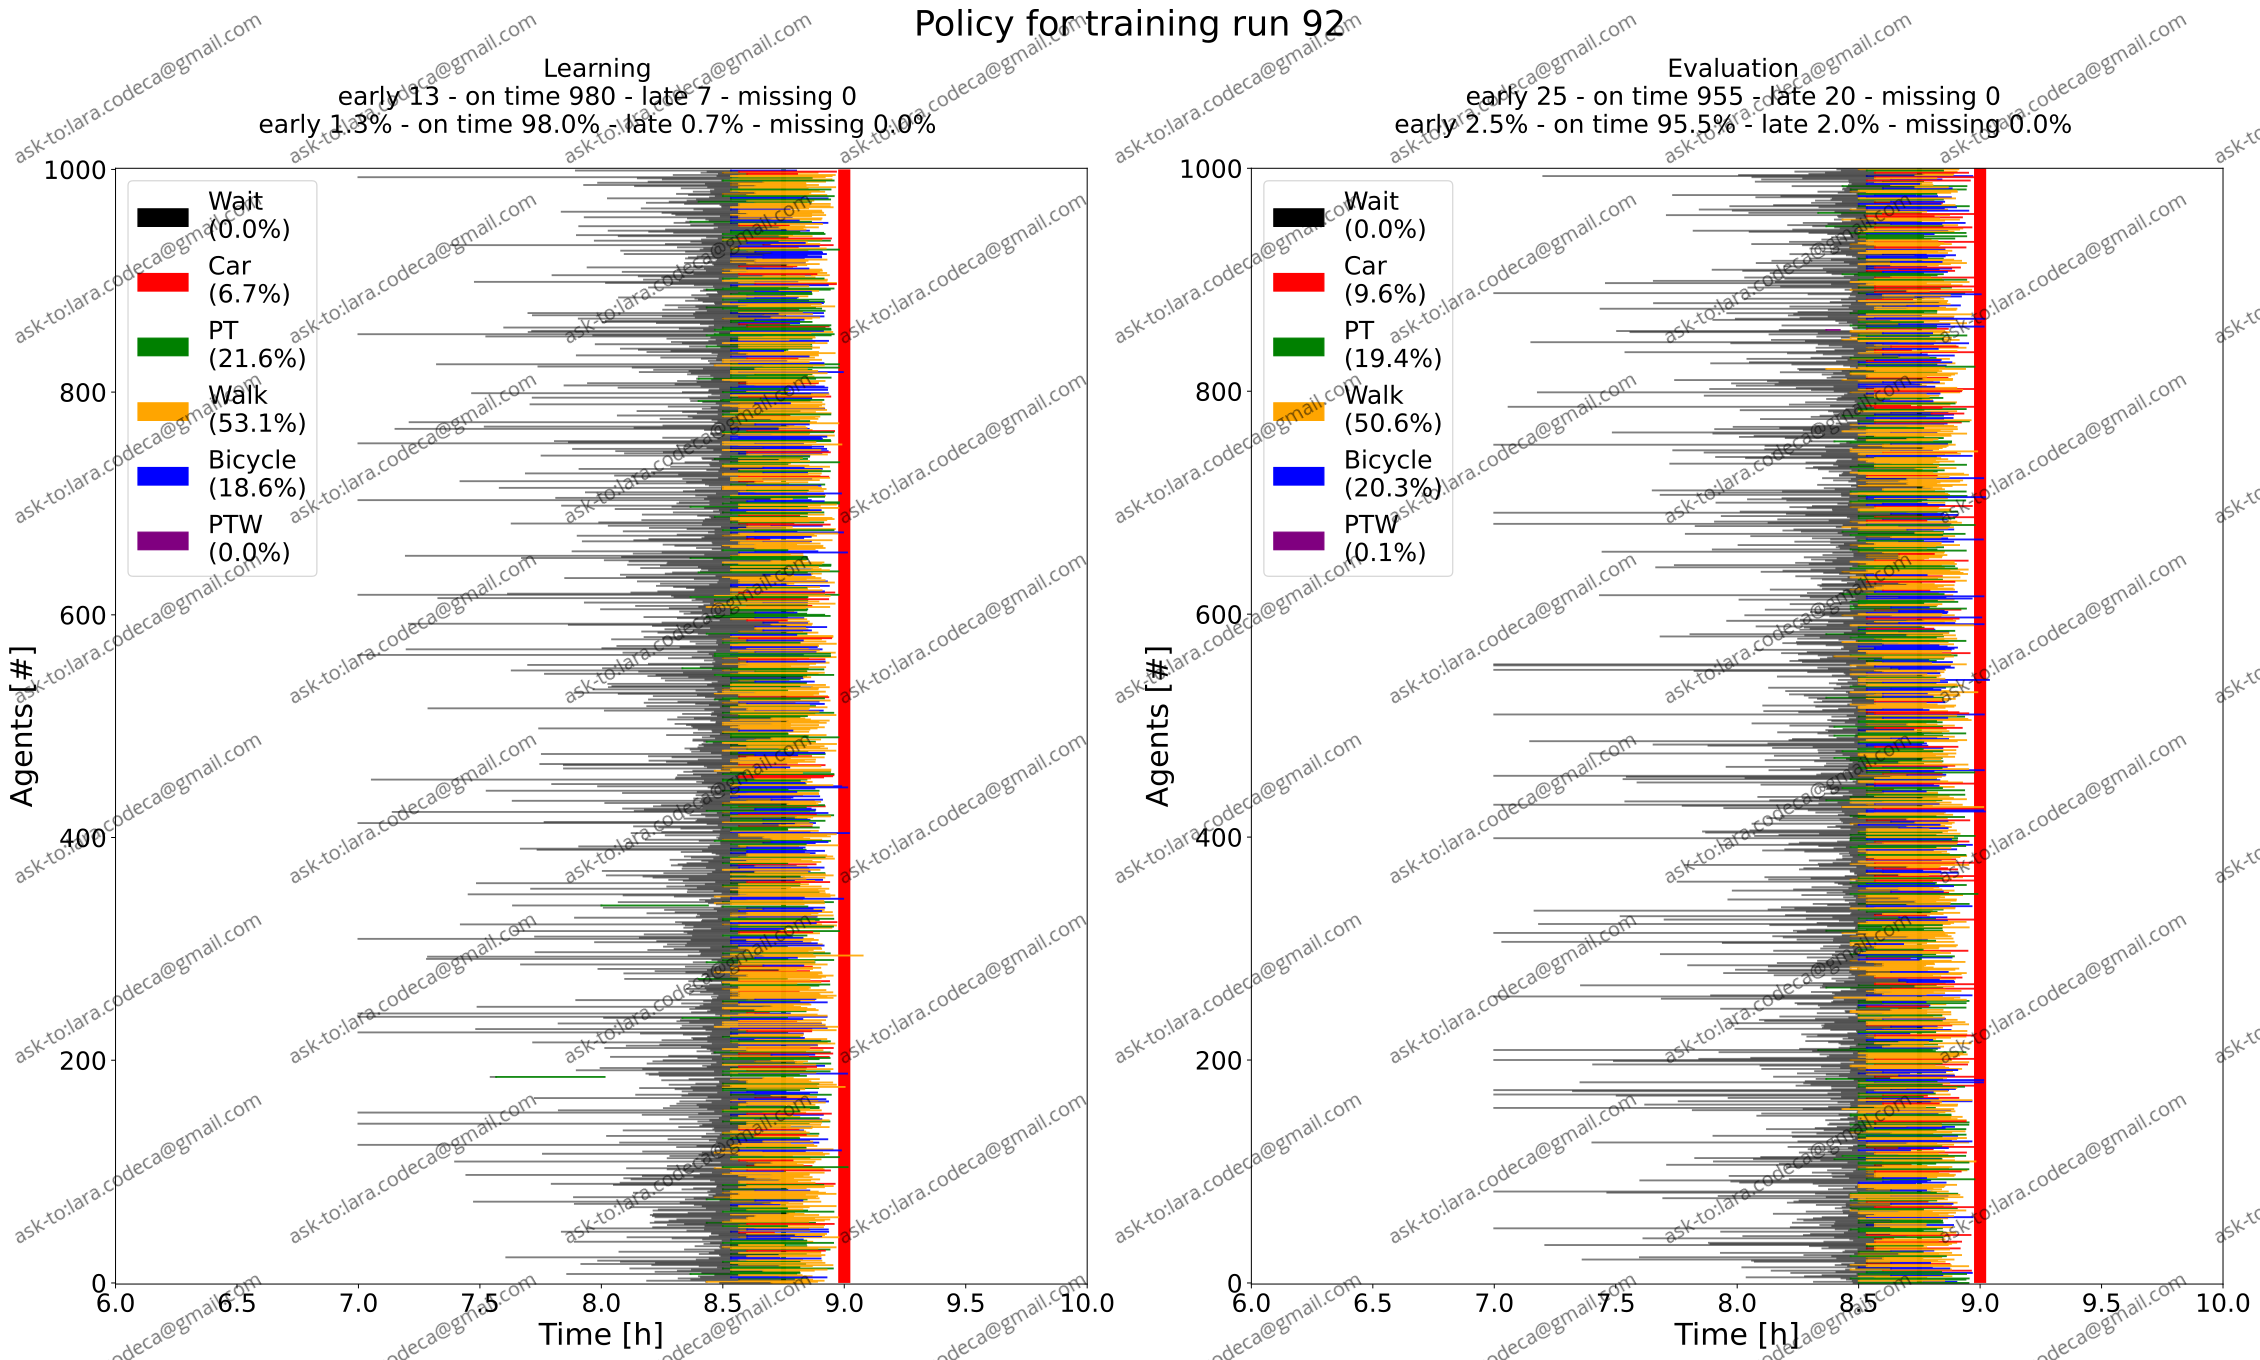 Policy for training run 92
Learning
early 13 - on time 980 - late 7 - missing 0
early 1.3% - on time 98.0% - late 0.7% - missing 0.0%
1000
800
600
400
200
0
Agents [#]
Wait
(0.0%)
Car
(6.7%)
PT
(21.6%)
Walk
(53.1%)
Bicycle
(18.6%)
PTW
(0.0%)
6.0 6.5 7.0 7.5 8.0 8.5 9.0 9.5 10.0
Time [h]
Evaluation
early 25 - on time 955 - late 20 - missing 0
early 2.5% - on time 95.5% - late 2.0% - missing 0.0%
1000
800
600
400
200
0
Agents [#]
Wait
(0.0%)
Car
(9.6%)
PT
(19.4%)
Walk
(50.6%)
Bicycle
(20.3%)
PTW
(0.1%)
6.0 6.5 7.0 7.5 8.0 8.5 9.0 9.5 10.0
Time [h]
ask-to:lara.codeca@gmail.com